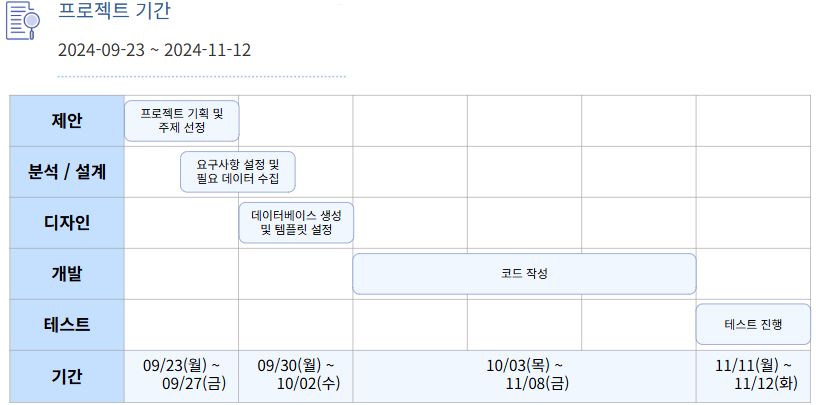 프로젝트 기간
2024-09-23 ~ 2024-11-12
제안
프로젝트 기획 및
주제 선정
분석 / 설계
요구사항 설정 및
필요 데이터 수집
디자인
데이터베이스 생성
및 템플릿 설정
개발
코드 작성
테스트
테스트 진행
기간
09/23(월) ~
09/27(금)
09/30(월) ~
10/02(수)
10/03(목) ~
11/08(금)
11/11(월) ~
11/12(화)